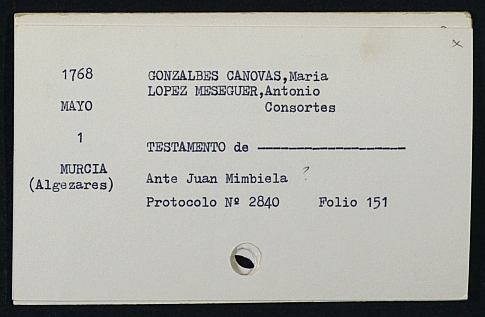 1768
MAYO
1
MURCIA
(Algezares)
GONZALBES CANOVAS,Maria
LOPEZ MESEGUER,Antonio
Consortes
TESTAMENTO de -------------------
Ante Juan Mimbiela ?
Protocolo Nº 2840 Folio 151
x